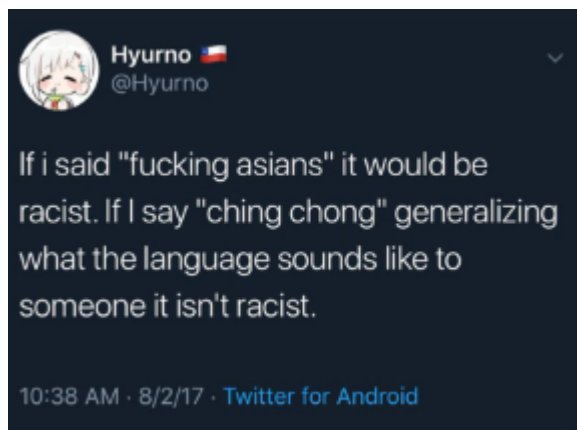 Hyurno 🇨🇱
@Hyurno
If i said "fucking asians" it would be
racist. If I say "ching chong" generalizing
what the language sounds like to
someone it isn't racist.
10:38 AM · 8/2/17 · Twitter for Android